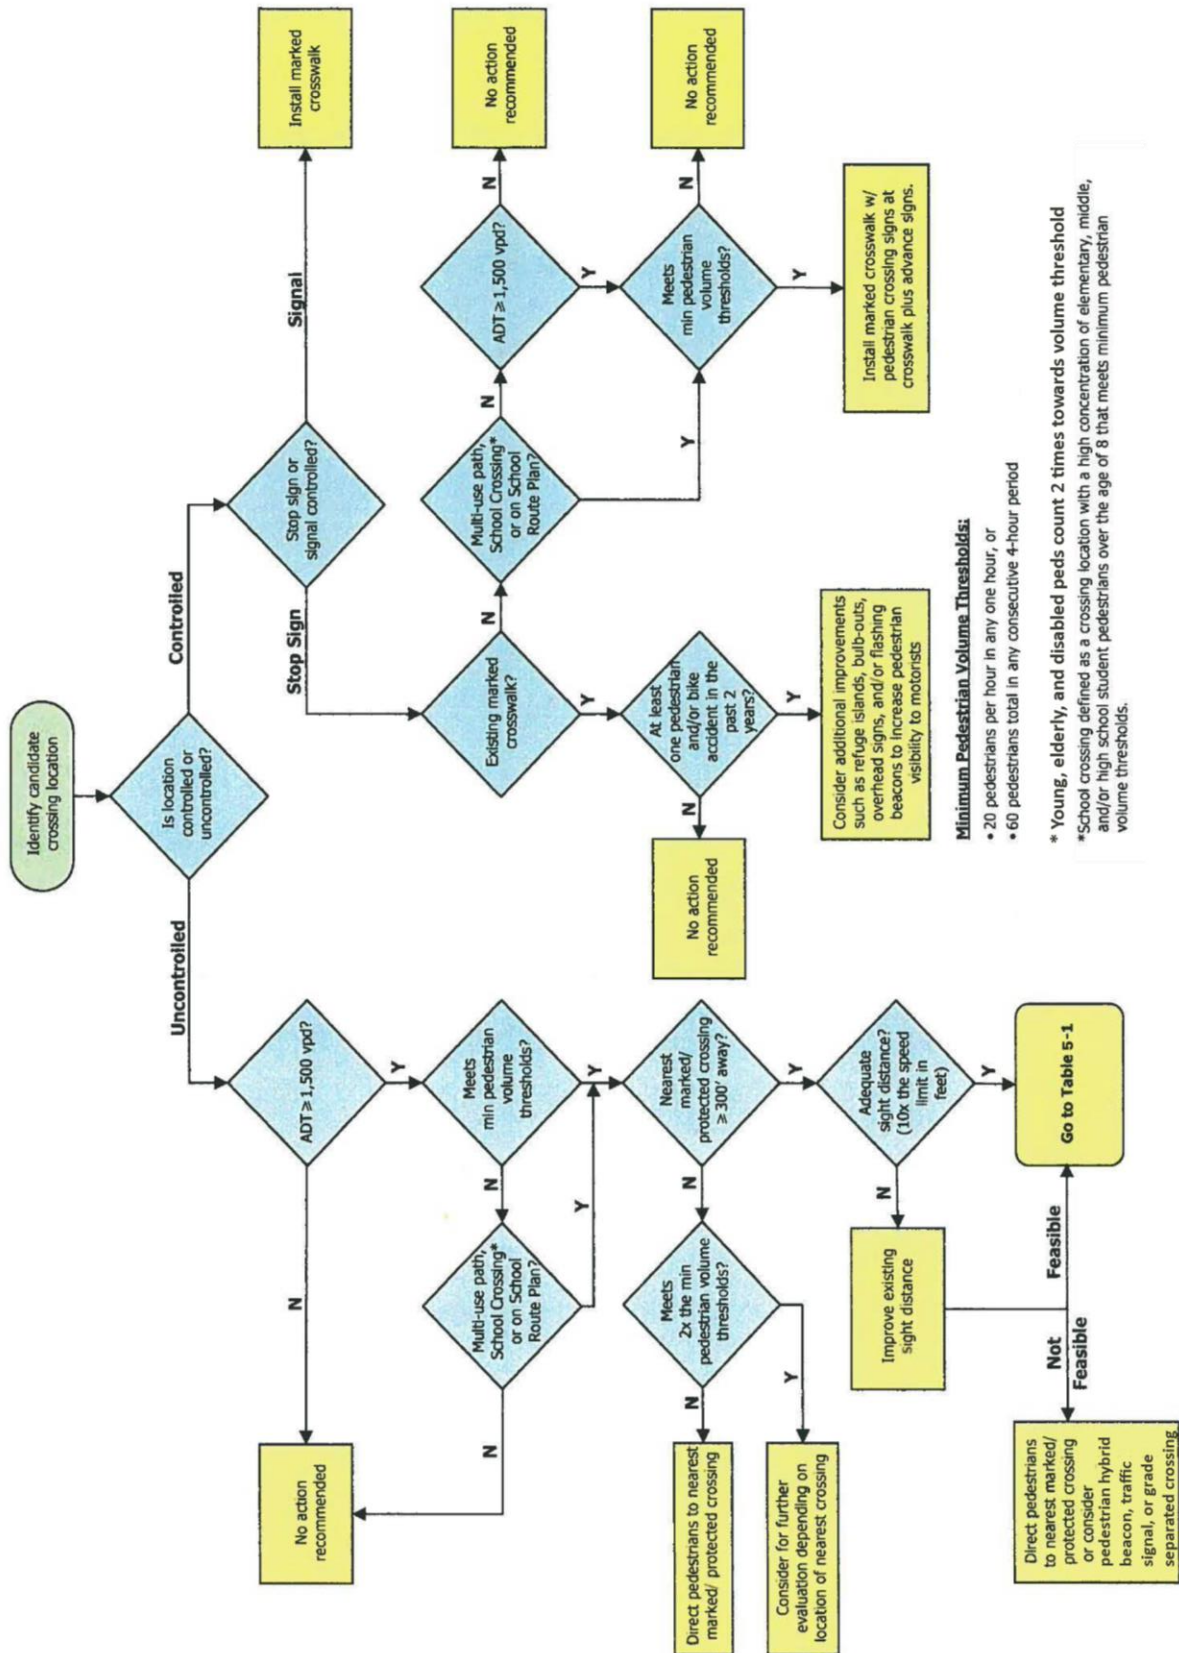 Identify candidate
crossing location
Is location
controlled or
uncontrolled?
Uncontrolled
Controlled
ADT ≥ 1,500 vpd?
N
Y
No action
recommended
Meets
min pedestrian
volume
thresholds?
N
Y
Multi-use path,
School Crossing*
or on School
Route Plan?
N
Y
Nearest
marked/
protected crossing
≥ 300' away?
N
Y
Meets
2x the min
pedestrian volume
thresholds?
N
Y
Direct pedestrians to nearest
marked/ protected crossing
Consider for further
evaluation depending on
location of nearest crossing
Adequate
sight distance?
(10x the speed
limit in
feet)
N
Y
Improve existing
sight distance
Not
Feasible
Feasible
Go to Table 5-1
Direct pedestrians
to nearest marked/
protected crossing
or consider
pedestrian hybrid
beacon, traffic
signal, or grade
separated crossing
Stop sign or
signal controlled?
Stop Sign
Signal
Install marked
crosswalk
Existing marked
crosswalk?
N
Y
Multi-use path,
School Crossing*
or on School
Route Plan?
N
Y
ADT ≥ 1,500 vpd?
N
Y
No action
recommended
Meets
min pedestrian
volume
thresholds?
N
Y
No action
recommended
Install marked crosswalk w/
pedestrian crossing signs at
crosswalk plus advance signs.
At least
one pedestrian
and/or bike
accident in the
past 2
years?
N
Y
No action
recommended
Consider additional improvements
such as refuge islands, bulb-outs,
overhead signs, and/or flashing
beacons to increase pedestrian
visibility to motorists
Minimum Pedestrian Volume Thresholds:
• 20 pedestrians per hour in any one hour, or
• 60 pedestrians total in any consecutive 4-hour period
* Young, elderly, and disabled peds count 2 times towards volume threshold
*School crossing defined as a crossing location with a high concentration of elementary, middle,
and/or high school student pedestrians over the age of 8 that meets minimum pedestrian
volume thresholds.